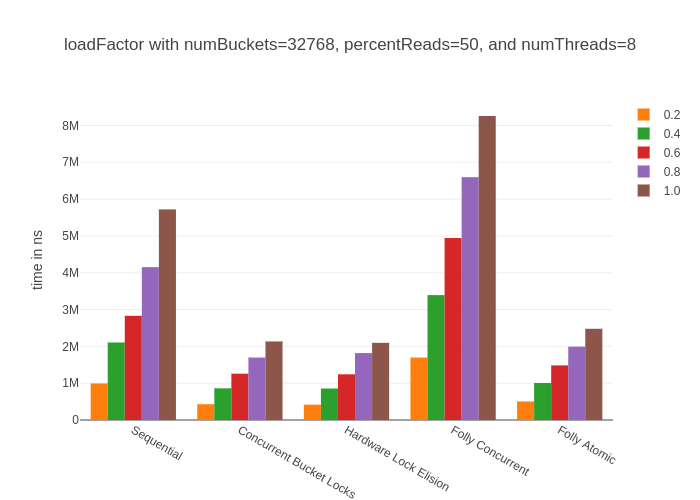 loadFactor with numBuckets=32768, percentReads=50, and numThreads=8
0.2
0.4
0.6
0.8
1.0
time in ns
8M
7M
6M
5M
4M
3M
2M
1M
0
Sequential
Concurrent Bucket Locks
Hardware Lock Elision
Folly Concurrent
Folly Atomic